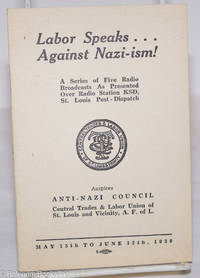 Labor Speaks . . .
Against Nazi-ism!
A Series of Five Radio
Broadcasts As Presented
Over Radio Station KSD,
St. Louis Post-Dispatch
Auspices
ANTI-NAZI COUNCIL
Central Trades & Labor Union of
St. Louis and Vicinity, A. F. of L.
MAY 15th TO JUNE 12th, 1939